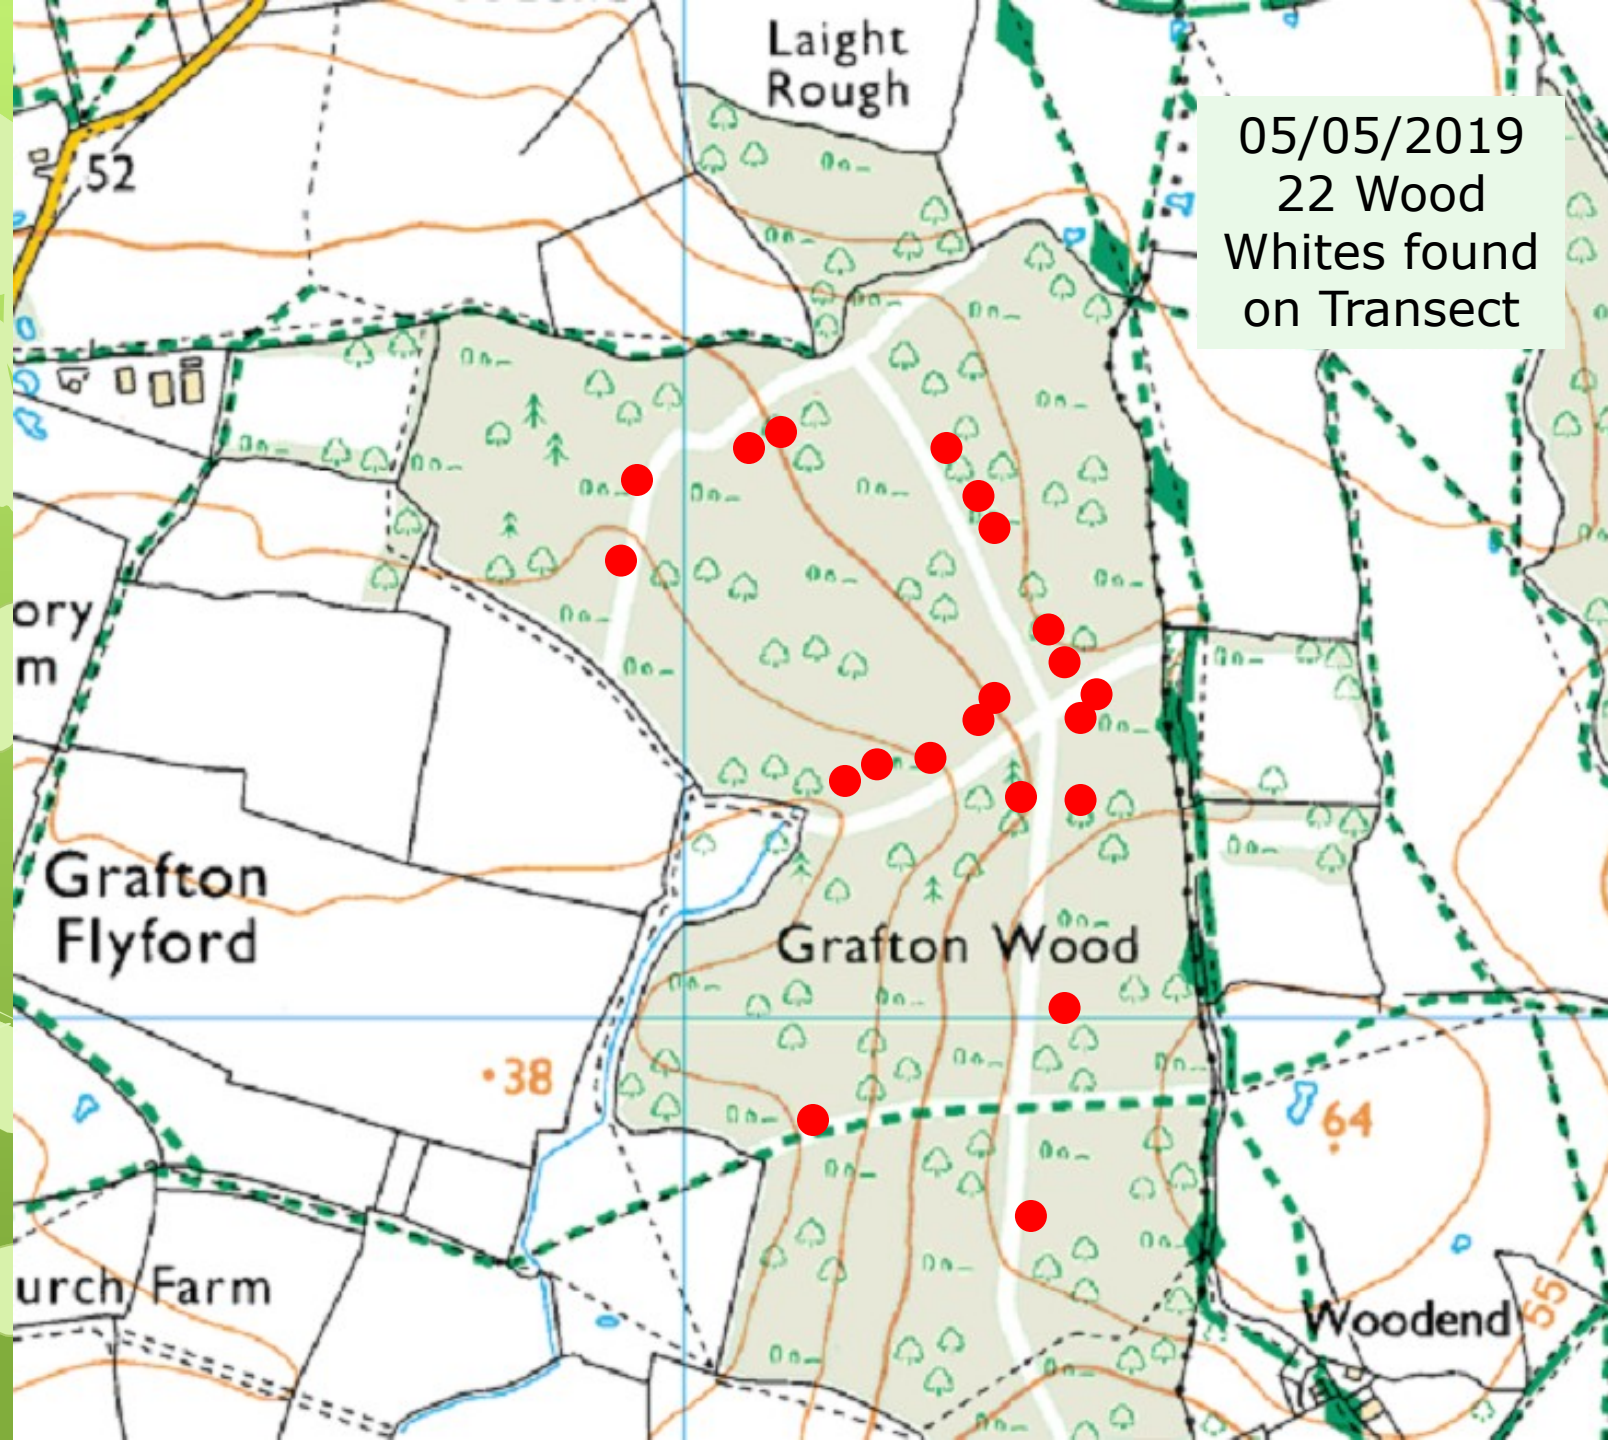 Laight
Rough
05/05/2019
22 Wood
Whites found
on Transect
52
ory
m
Grafton
Flyford
Grafton Wood
38
64
urch Farm
Woodend
55